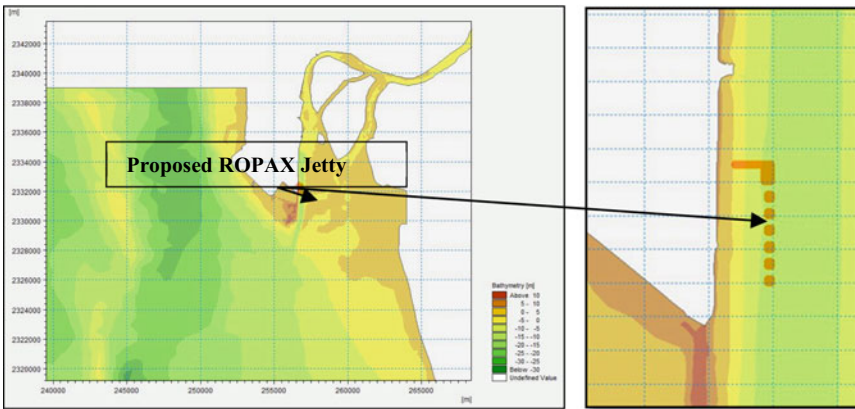 [m]
2342000
2340000
2338000
2336000
2334000
2332000
2330000
2328000
2326000
2324000
2322000
2320000
Proposed ROPAX Jetty
Bathymetry [m]
Above 10
5 - 10
0 - 5
-5 - 0
-10 - -5
-15 - -10
-20 - -15
-25 - -20
-30 - -25
Below -30
Undefined Value
240000 245000 250000 255000 260000 265000
[m]